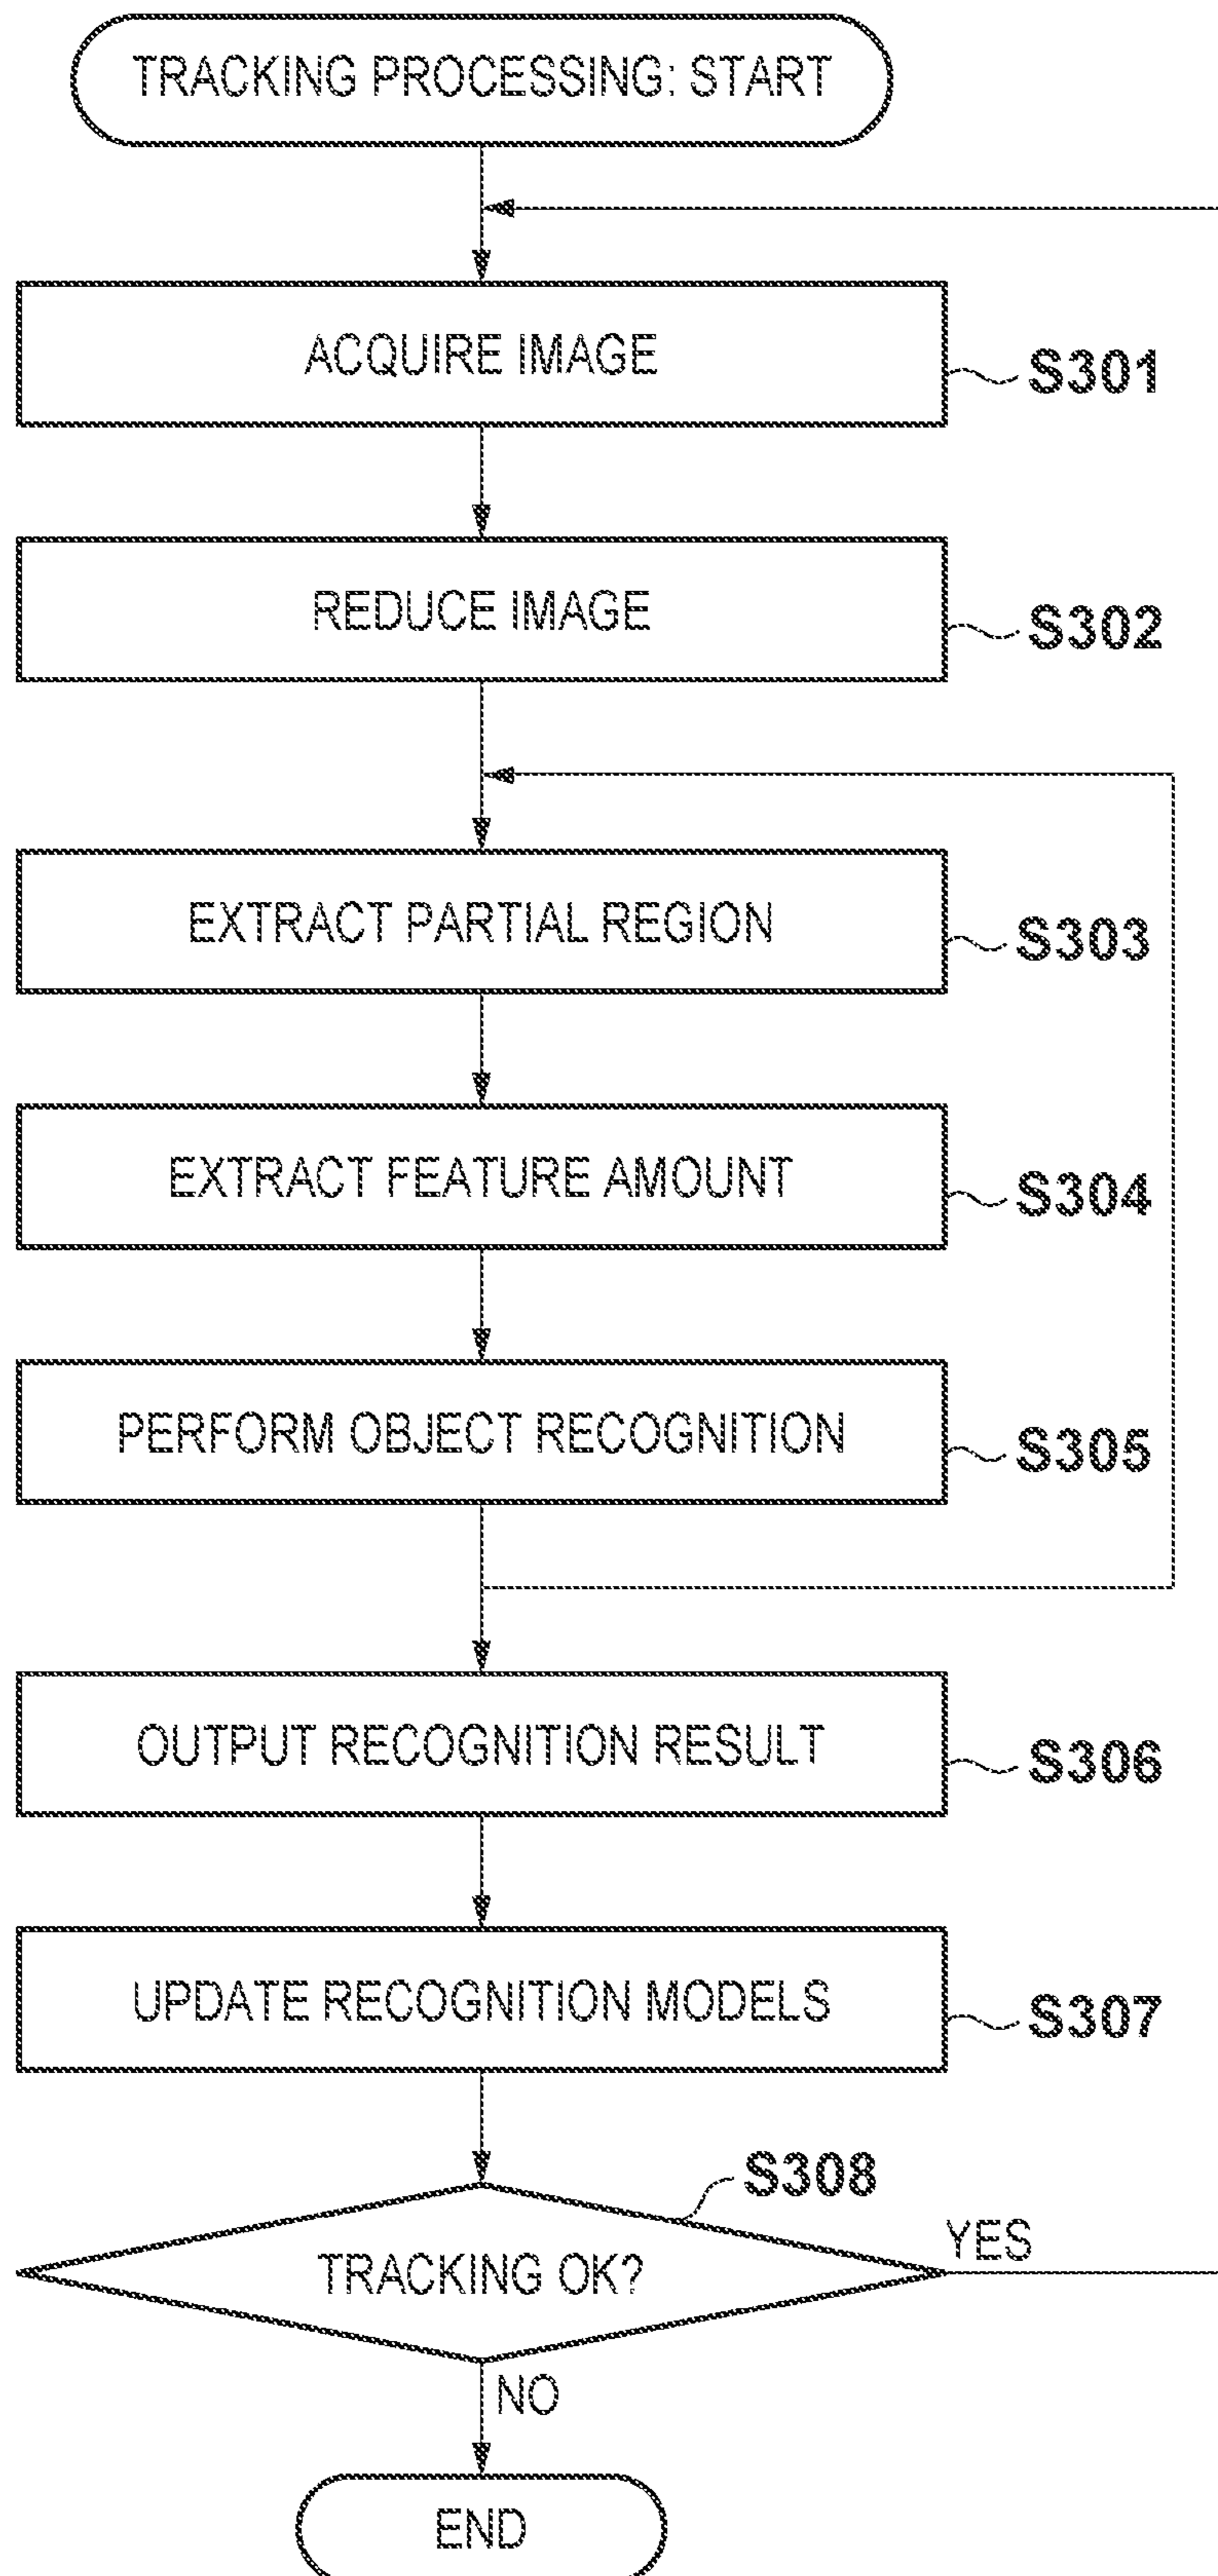 TRACKING PROCESSING: START
ACQUIRE IMAGE
S301
REDUCE IMAGE
S302
EXTRACT PARTIAL REGION
S303
EXTRACT FEATURE AMOUNT
S304
PERFORM OBJECT RECOGNITION
S305
OUTPUT RECOGNITION RESULT
S306
UPDATE RECOGNITION MODELS
S307
S308
TRACKING OK?
YES
NO
END